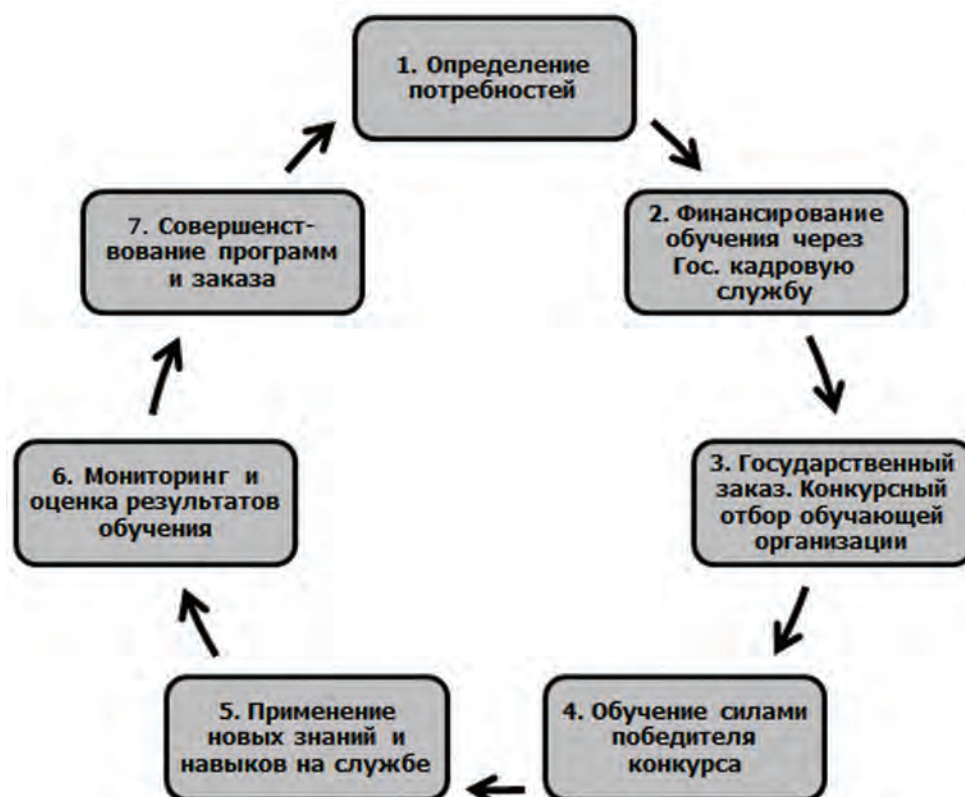 1. Определение
потребностей
2. Финансирование
обучения через
Гос. кадровую
службу
3. Государственный
заказ. Конкурсный
отбор обучающей
организации
4. Обучение силами
победителя
конкурса
5. Применение
новых знаний и
навыков на службе
6. Мониторинг и
оценка результатов
обучения
7. Совершенст-
вование программ
и заказа